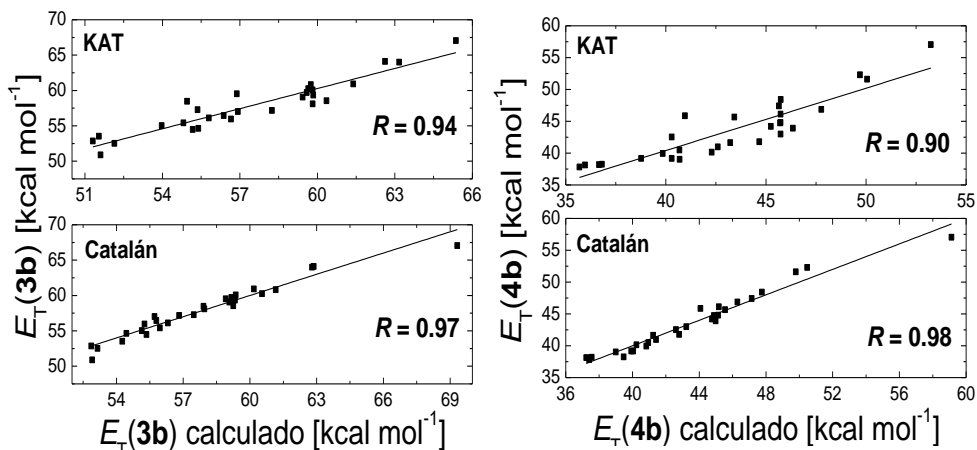 KAT
R = 0.94
70
65
60
55
50
51 54 57 60 63 66
KAT
R = 0.90
60
55
50
45
40
35
35 40 45 50 55
Catalán
R = 0.97
70
65
60
55
50
54 57 60 63 66 69
Catalán
R = 0.98
60
55
50
45
40
35
36 40 44 48 52 56 60
E_T(3b) [kcal mol⁻¹]
E_T(4b) [kcal mol⁻¹]
E_T(3b) calculado [kcal mol⁻¹]
E_T(4b) calculado [kcal mol⁻¹]